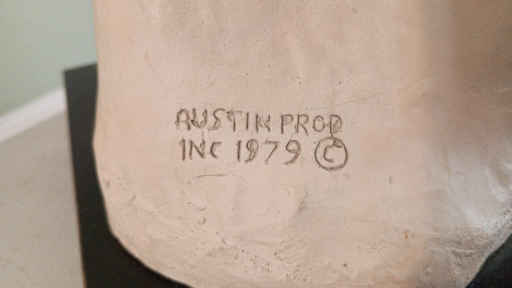 AUSTIN PROD
INC 1979 ©